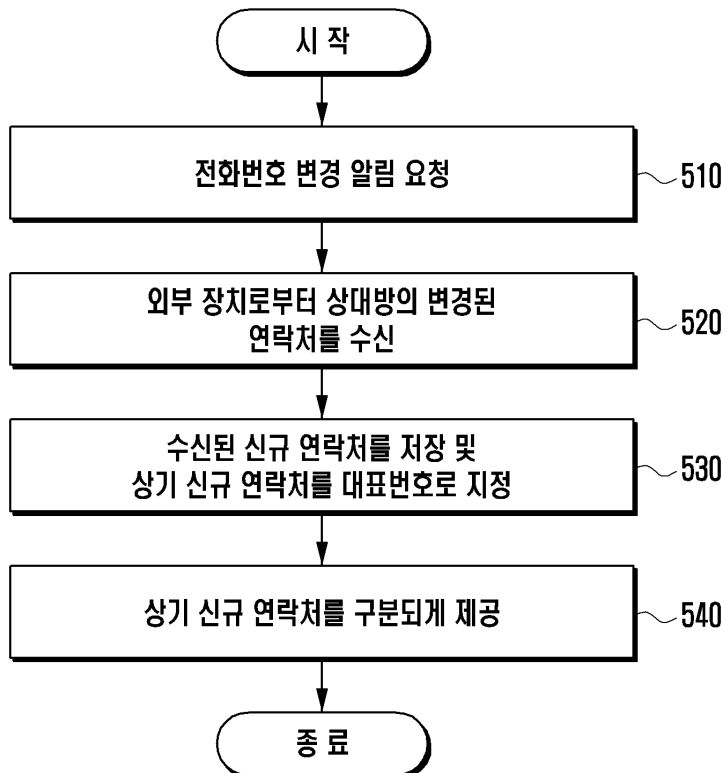 시 작
전화번호 변경 알림 요청
510
외부 장치로부터 상대방의 변경된
연락처를 수신
520
수신된 신규 연락처를 저장 및
상기 신규 연락처를 대표번호로 지정
530
상기 신규 연락처를 구분되게 제공
540
종 료